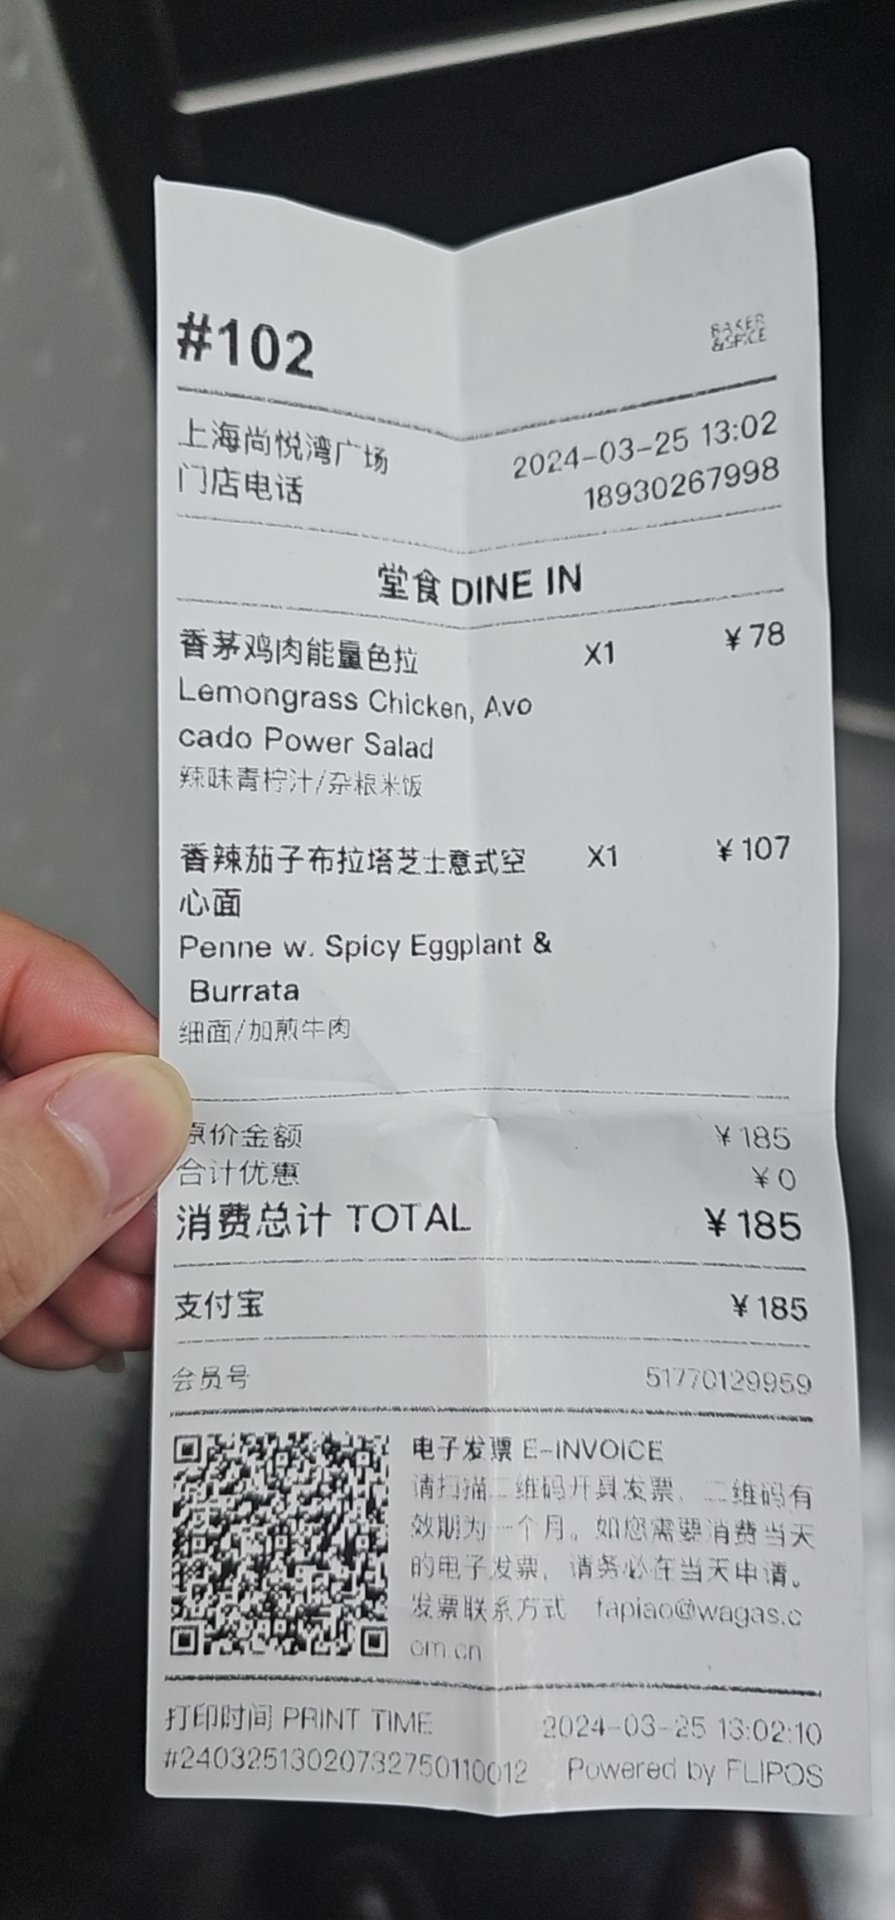 #102
BAKER
&SPICE
上海尚悦湾广场 2024-03-25 13:02
门店电话 18930267998
堂食 DINE IN
香茅鸡肉能量色拉 X1 ¥78
Lemongrass Chicken, Avo
cado Power Salad
辣味青柠汁/杂粮米饭
香辣茄子布拉塔芝士意式空 X1 ¥107
心面
Penne w. Spicy Eggplant &
Burrata
细面/加煎牛肉
原价金额 ¥185
合计优惠 ¥0
消费总计 TOTAL ¥185
支付宝 ¥185
会员号 51770129959
电子发票 E-INVOICE
请扫描二维码开具发票，二维码有
效期为一个月。如您需要消费当天
的电子发票，请务必在当天申请。
发票联系方式 fapiao@wagas.c
om.cn
打印时间 PRINT TIME 2024-03-25 13:02:10
#24032513020732750110012 Powered by FLIPOS